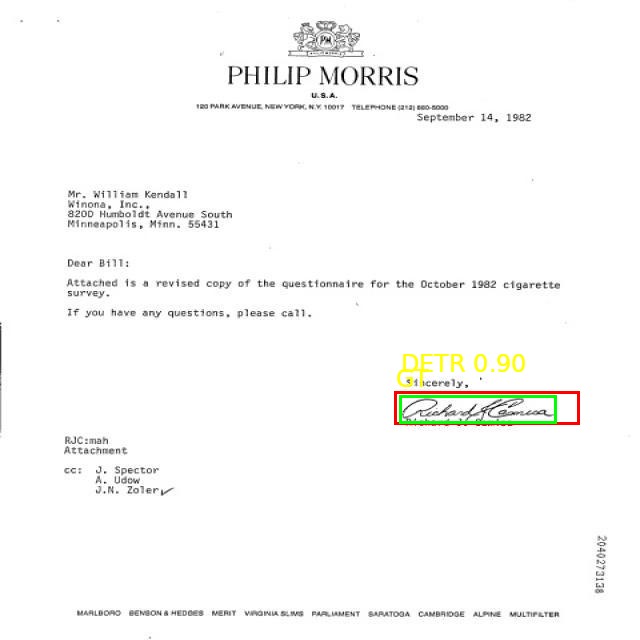 PM
PHILIP MORRIS
U.S.A.
120 PARK AVENUE, NEW YORK, N.Y. 10017 TELEPHONE (212) 880-5000
September 14, 1982
Mr. William Kendall
Winona, Inc.,
8200 Humboldt Avenue South
Minneapolis, Minn. 55431
Dear Bill:
Attached is a revised copy of the questionnaire for the October 1982 cigarette
survey.
If you have any questions, please call.
DETR 0.90
GT
Sincerely,
Richard J
Richard J.
RJC:mah
Attachment
cc: J. Spector
A. Udow
J.N. Zoler
2040273138
MARLBORO BENSON & HEDGES MERIT VIRGINIA SLIMS PARLIAMENT SARATOGA CAMBRIDGE ALPINE MULTIFILTER